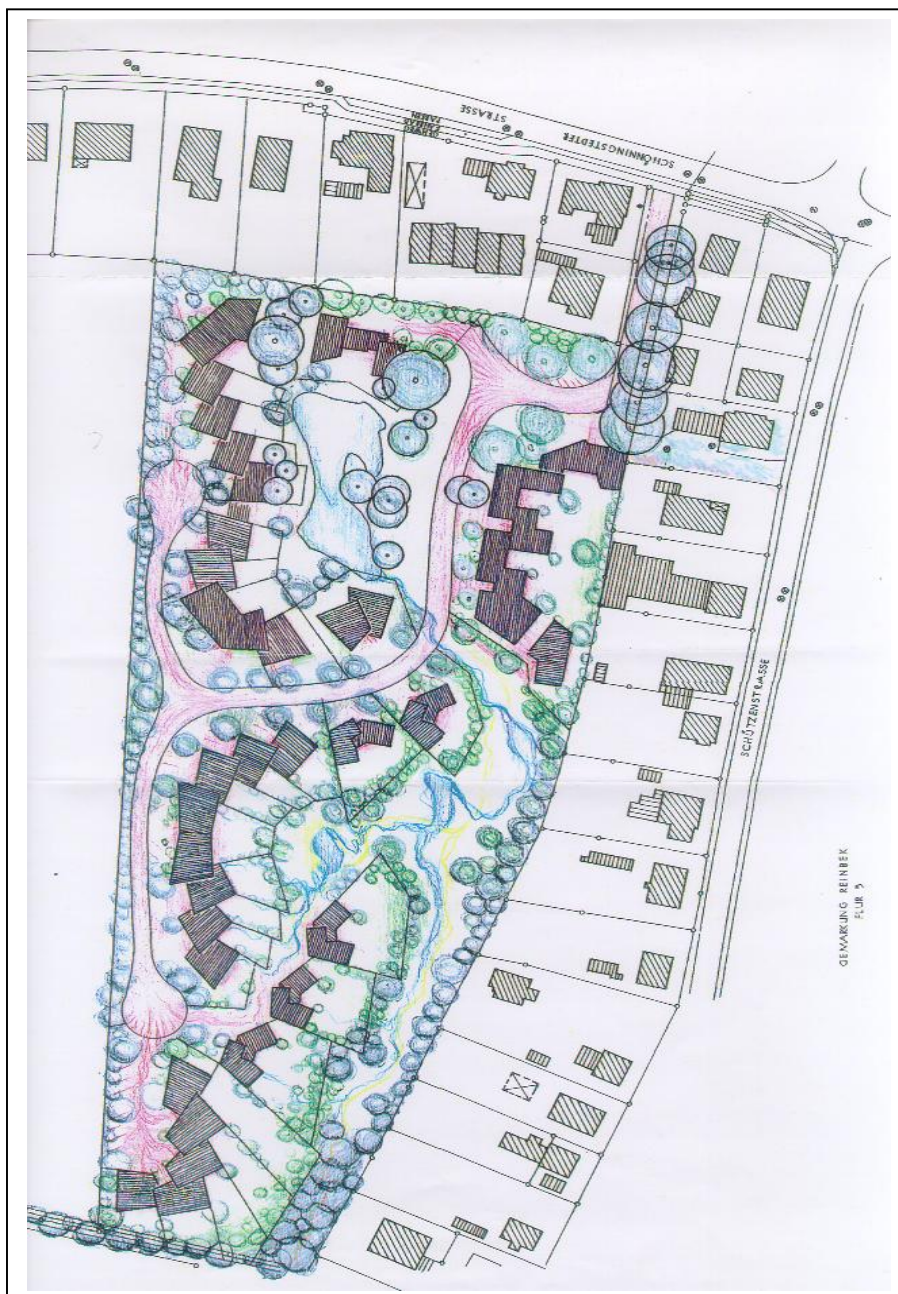 SCHÖNNINGSTEDTER
STRASSE
SCHÜTZENSTRASSE
GEMARKUNG REINBEK
FLUR 5